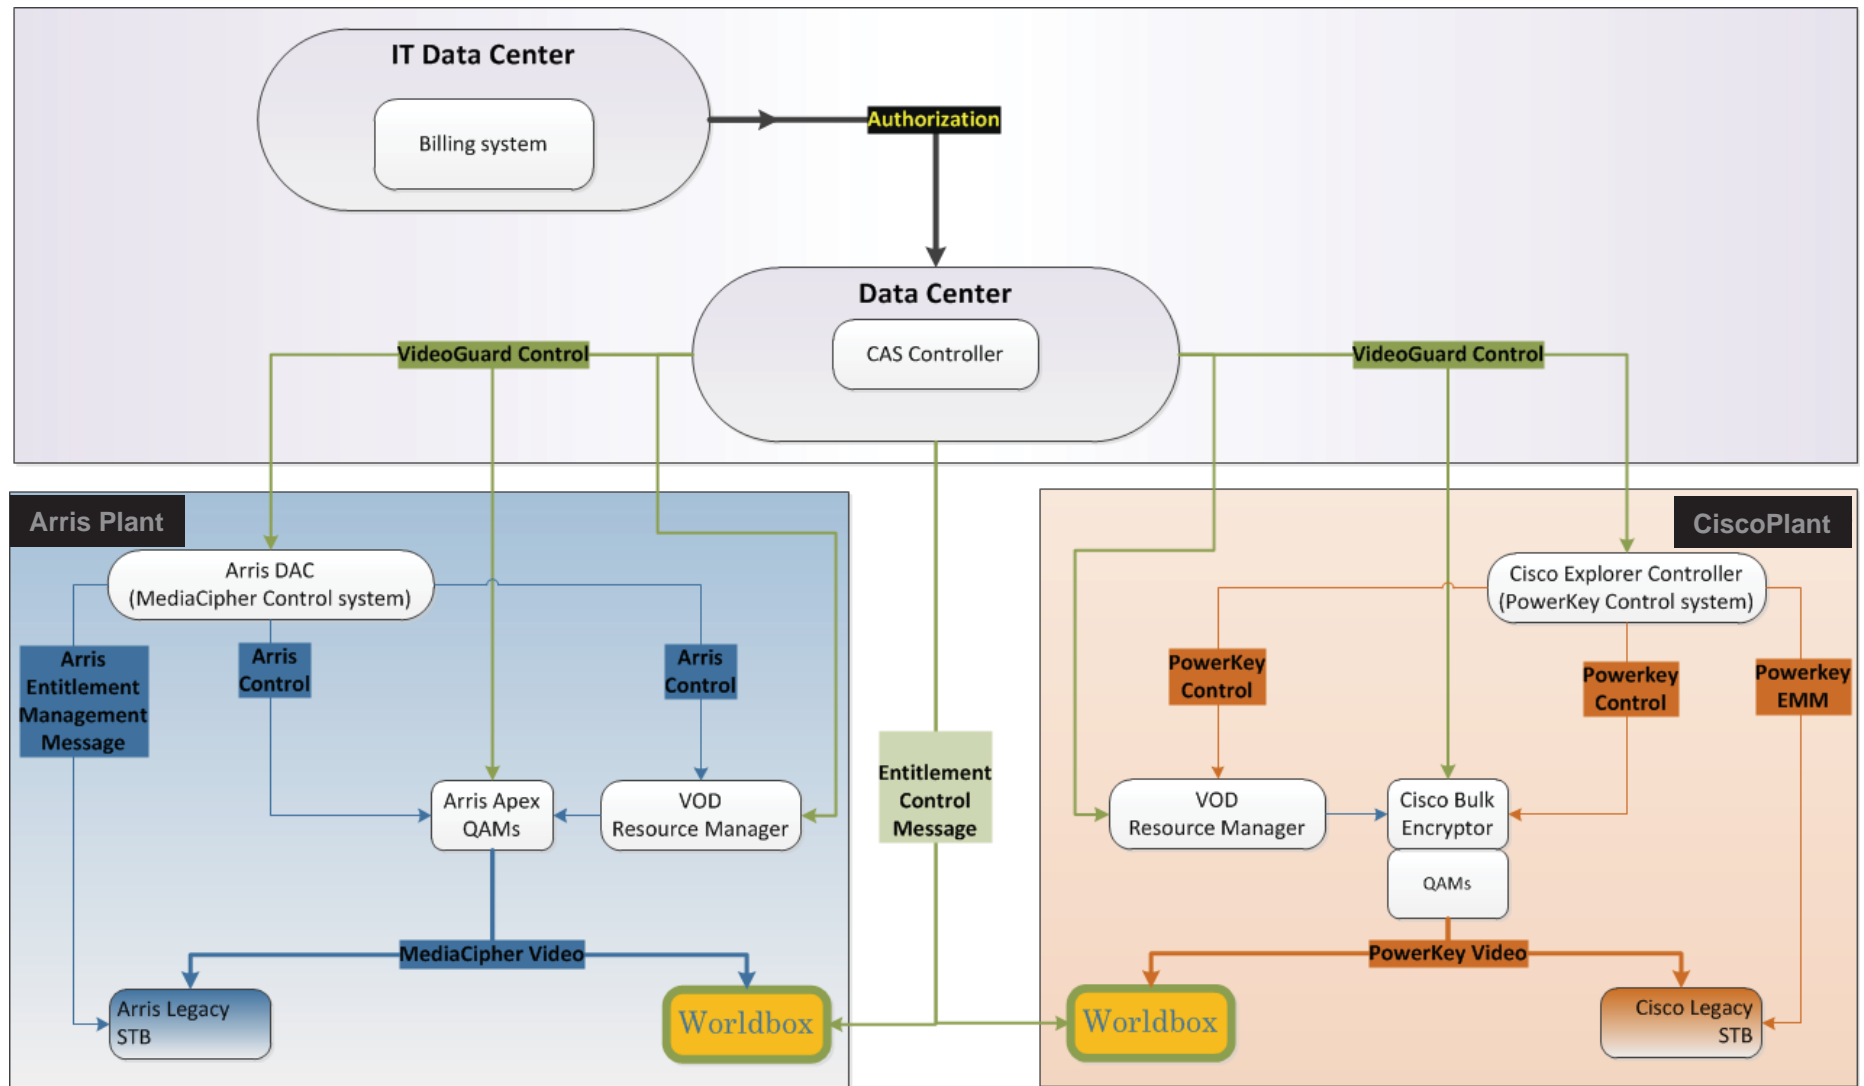 IT Data Center
Billing system
Authorization
Data Center
CAS Controller
VideoGuard Control
VideoGuard Control
Arris Plant
Arris DAC
(MediaCipher Control system)
Arris
Entitlement
Management
Message
Arris
Control
Arris
Control
Arris Apex
QAMs
VOD
Resource Manager
MediaCipher Video
Arris Legacy
STB
Worldbox
Entitlement
Control
Message
CiscoPlant
Cisco Explorer Controller
(PowerKey Control system)
PowerKey
Control
Powerkey
Control
Powerkey
EMM
VOD
Resource Manager
Cisco Bulk
Encryptor
QAMs
PowerKey Video
Worldbox
Cisco Legacy
STB